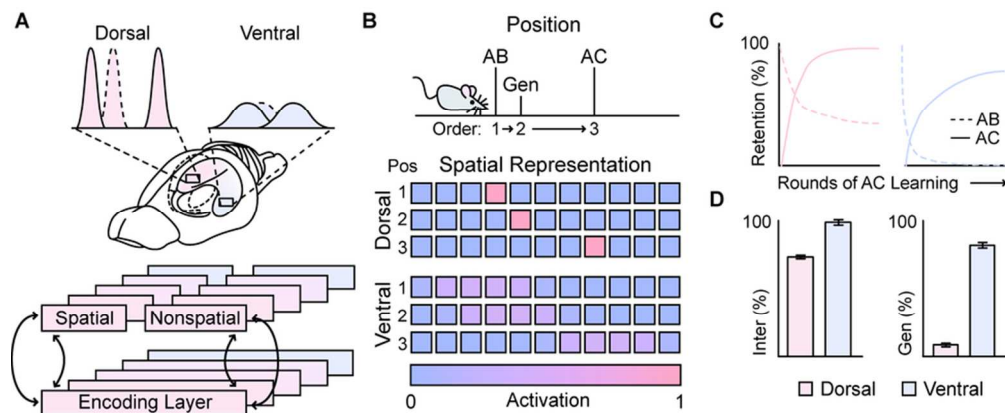 A
Dorsal
Ventral
Spatial
Nonspatial
Encoding Layer
B
Position
AB
AC
Gen
Order: 1 2 3
Pos
Spatial Representation
Dorsal
1
2
3
Ventral
1
2
3
0
Activation
1
C
100
Retention (%)
AB
AC
Rounds of AC Learning
D
100
Inter (%)
100
Gen (%)
Dorsal
Ventral